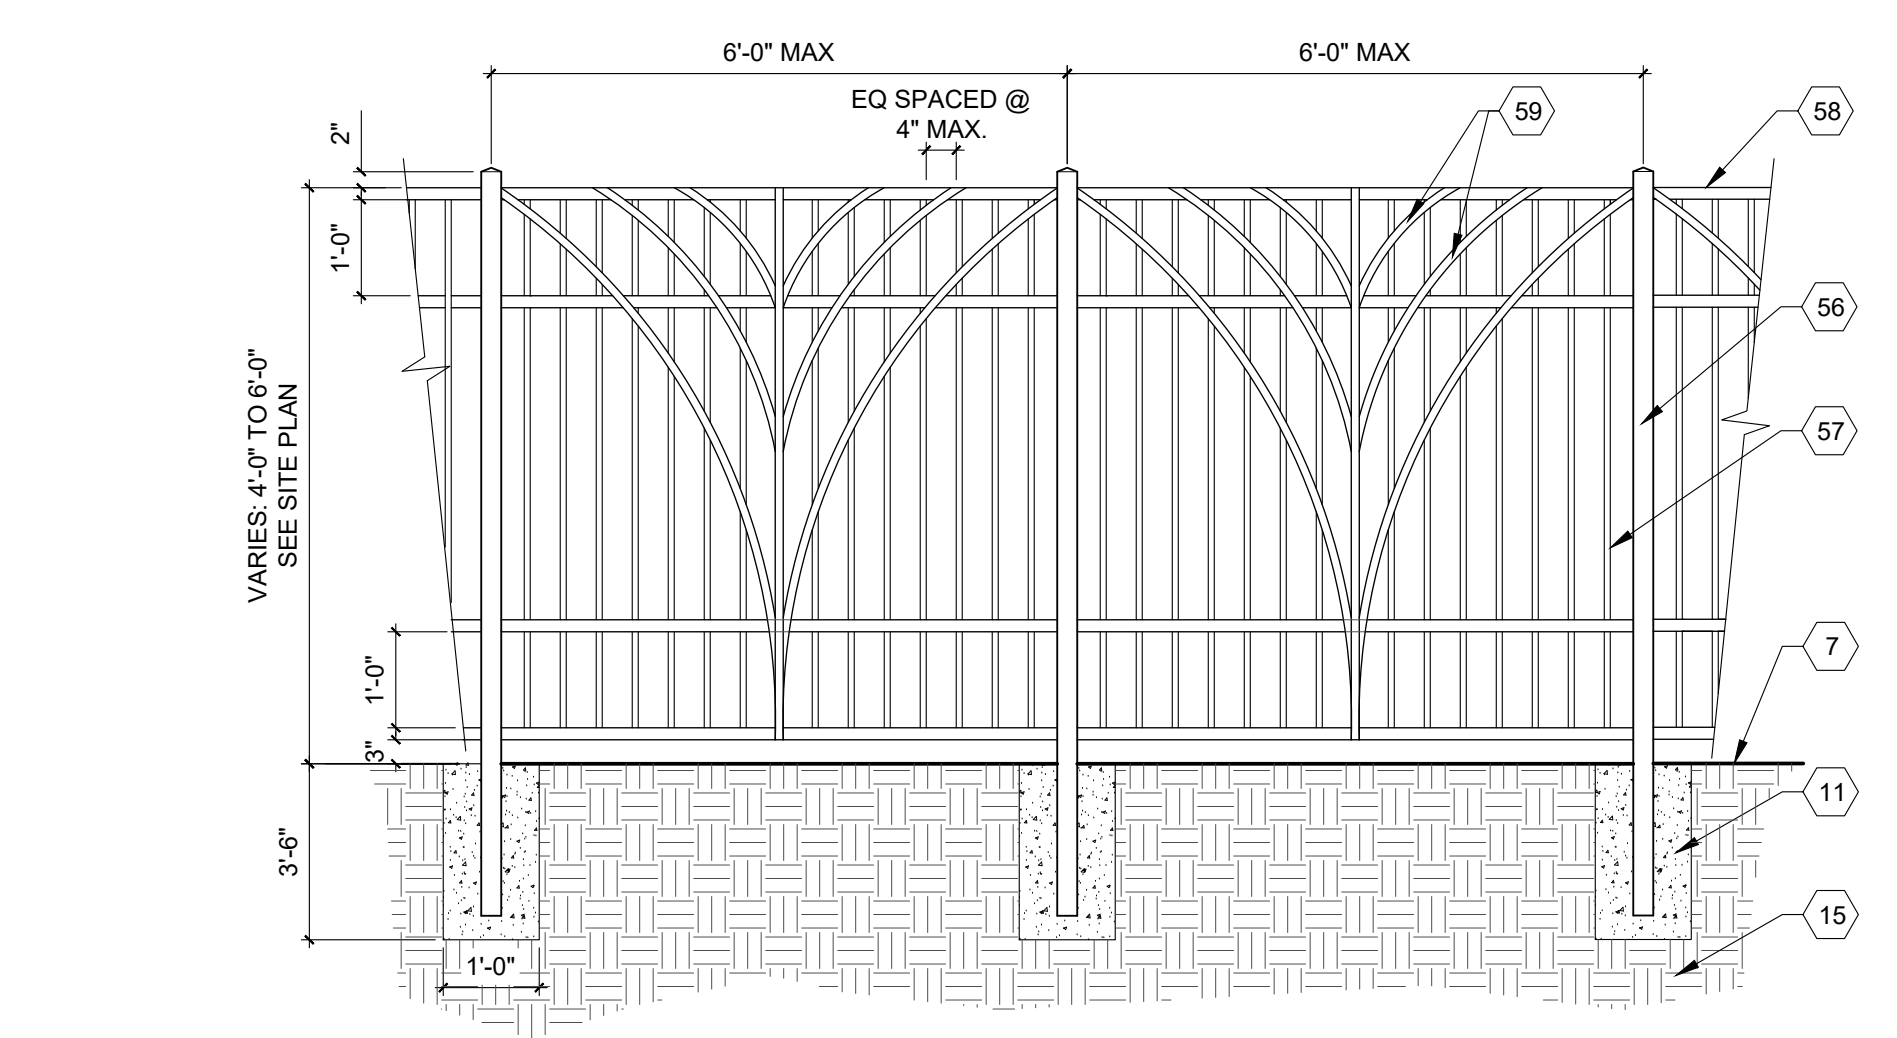 6'-0" MAX
6'-0" MAX
EQ SPACED @
4" MAX.
59
58
2"
1'-0"
56
VARIES: 4'-0" TO 6'-0"
SEE SITE PLAN
57
7
1'-0"
3"
11
3'-6"
15
1'-0"